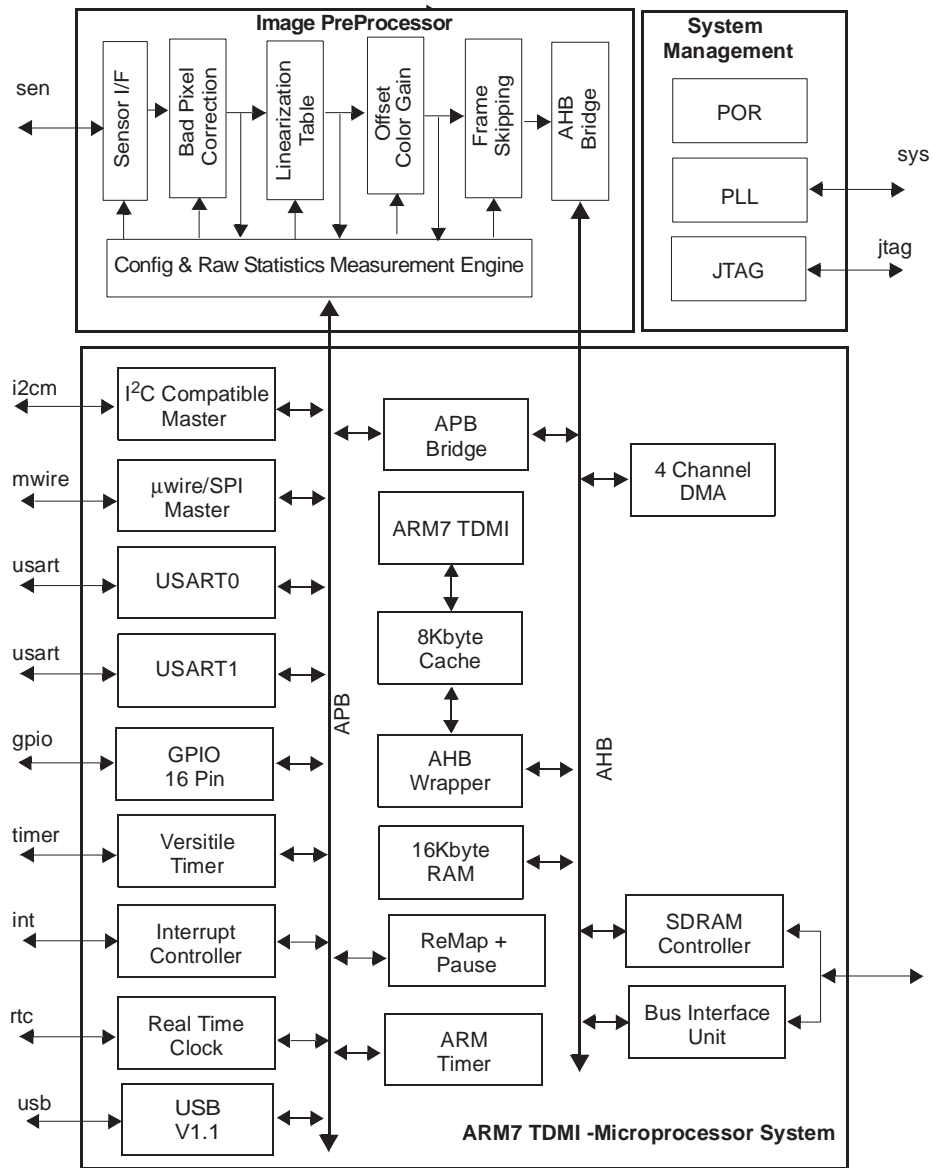 Image PreProcessor
System
Management
sen
Sensor I/F
Bad Pixel
Correction
Linearization
Table
Offset
Color Gain
Frame
Skipping
AHB
Bridge
Config & Raw Statistics Measurement Engine
POR
PLL
JTAG
sys
jtag
i2cm
I²C Compatible
Master
mwire
μwire/SPI
Master
usart
USART0
usart
USART1
gpio
GPIO
16 Pin
timer
Versitile
Timer
int
Interrupt
Controller
rtc
Real Time
Clock
usb
USB
V1.1
APB
APB
Bridge
ARM7 TDMI
8Kbyte
Cache
AHB
Wrapper
16Kbyte
RAM
ReMap +
Pause
ARM
Timer
AHB
4 Channel
DMA
SDRAM
Controller
Bus Interface
Unit
ARM7 TDMI -Microprocessor System